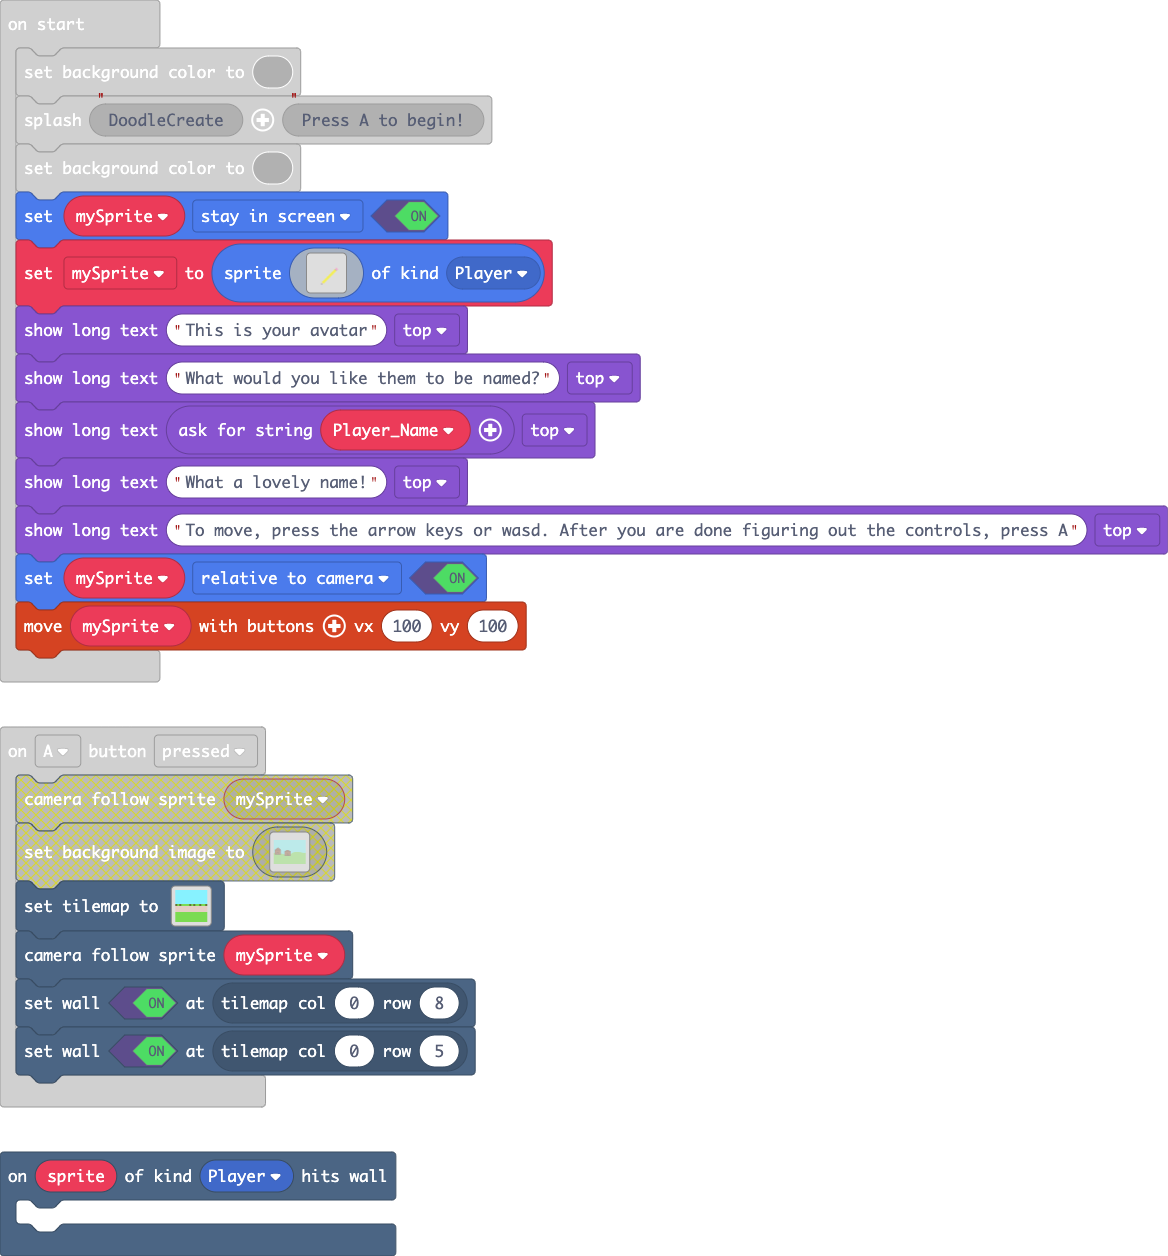 on start
set background color to
splash " DoodleCreate " Press A to begin!
set background color to
set mySprite stay in screen ON
set mySprite to sprite of kind Player
show long text "This is your avatar" top
show long text "What would you like them to be named?" top
show long text ask for string Player_Name top
show long text "What a lovely name!" top
show long text "To move, press the arrow keys or wasd. After you are done figuring out the controls, press A" top
set mySprite relative to camera ON
move mySprite with buttons vx 100 vy 100
on A button pressed
camera follow sprite mySprite
set background image to
set tilemap to
camera follow sprite mySprite
set wall ON at tilemap col 0 row 8
set wall ON at tilemap col 0 row 5
on sprite of kind Player hits wall